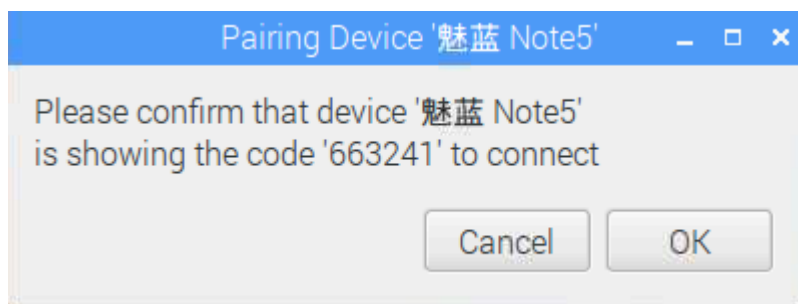 Pairing Device '魅蓝 Note5'
Please confirm that device '魅蓝 Note5'
is showing the code '663241' to connect
Cancel OK